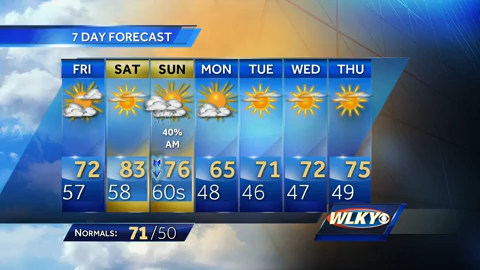 7 DAY FORECAST
FRI SAT SUN MON TUE WED THU
40%
AM
72 83 76 65 71 72 75
57 58 60s 48 46 47 49
NORMALS: 71/50
WLKY